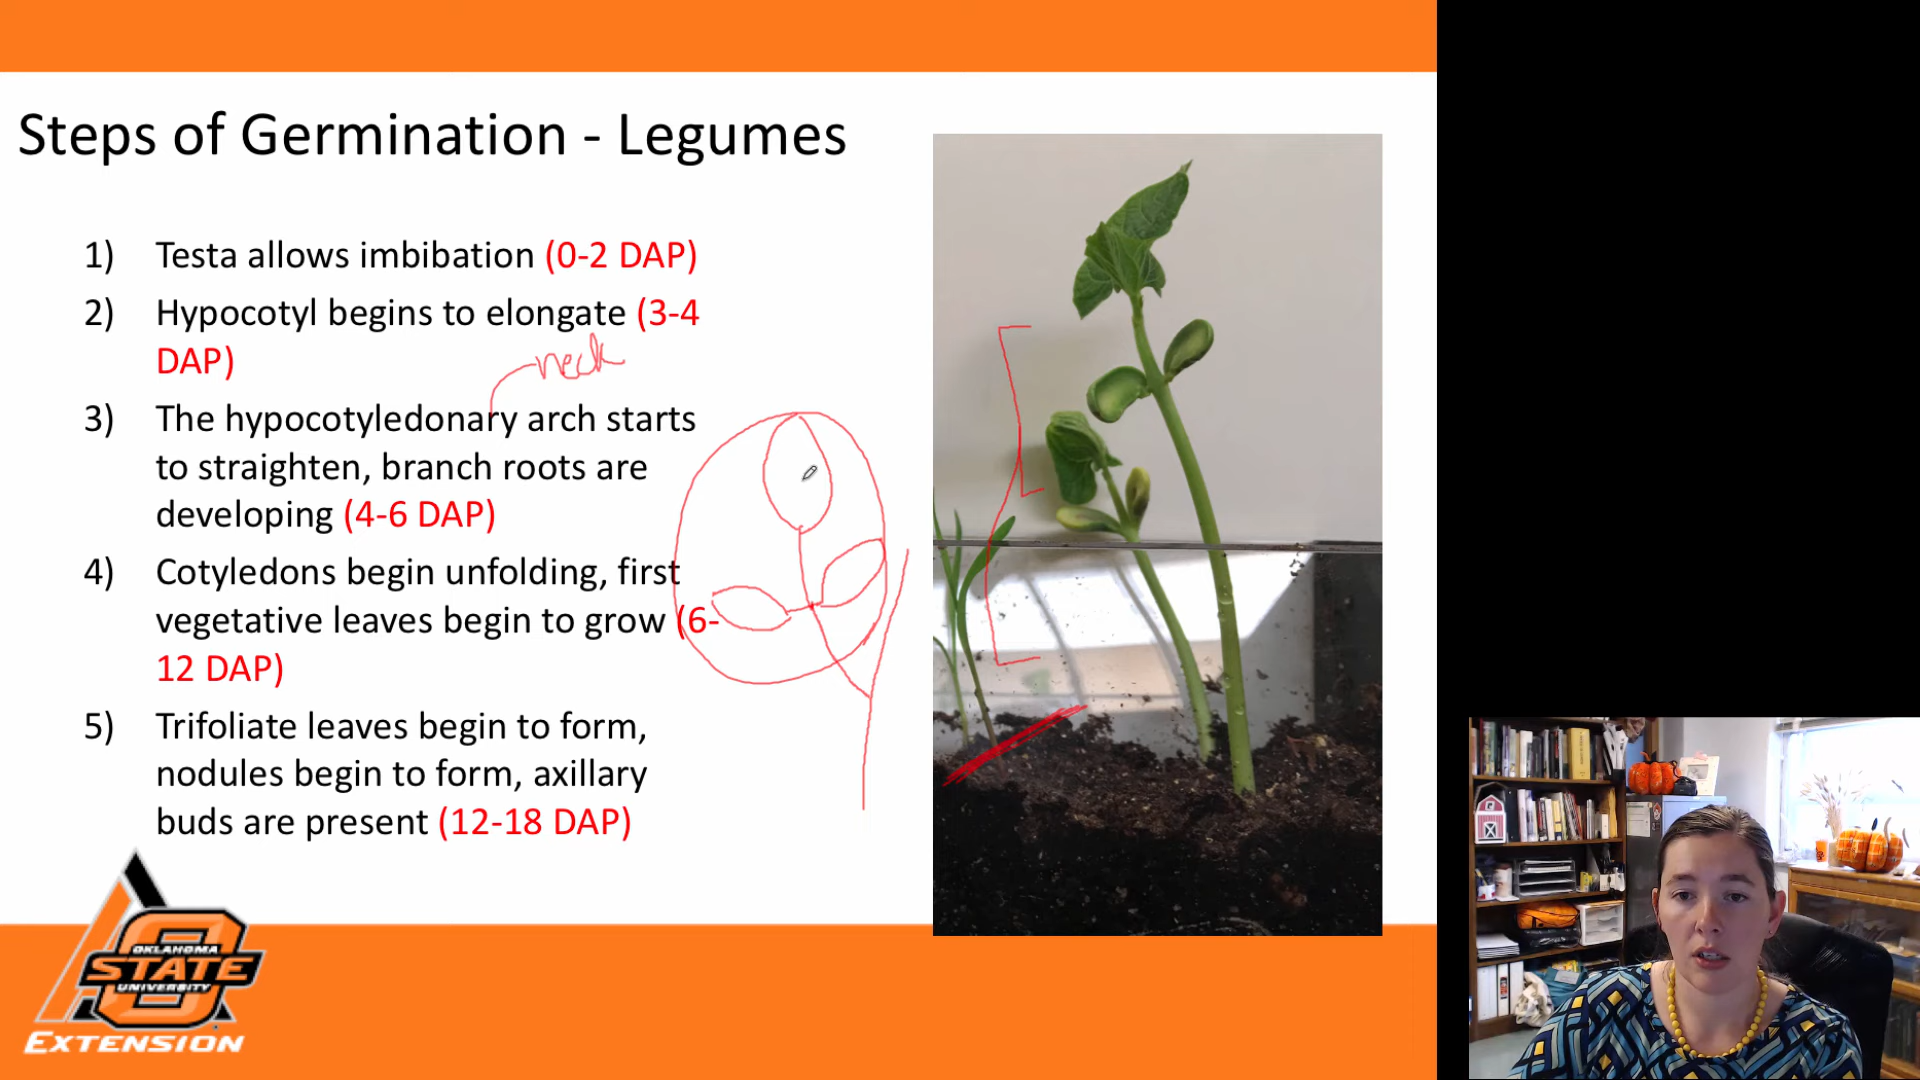 Steps of Germination - Legumes
1) Testa allows imbibation (0-2 DAP)
2) Hypocotyl begins to elongate (3-4
DAP)
neck
3) The hypocotyledonary arch starts
to straighten, branch roots are
developing (4-6 DAP)
4) Cotyledons begin unfolding, first
vegetative leaves begin to grow (6-
12 DAP)
5) Trifoliate leaves begin to form,
nodules begin to form, axillary
buds are present (12-18 DAP)
OKLAHOMA
STATE
UNIVERSITY
EXTENSION